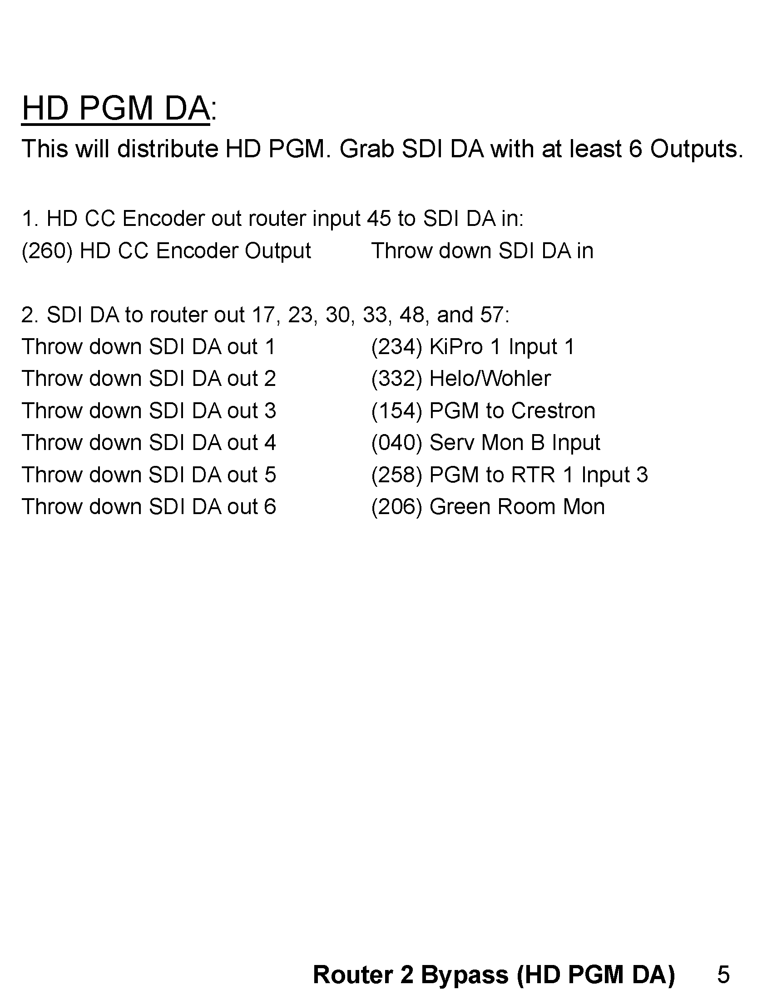 HD PGM DA:
This will distribute HD PGM. Grab SDI DA with at least 6 Outputs.
1. HD CC Encoder out router input 45 to SDI DA in:
(260) HD CC Encoder Output Throw down SDI DA in
2. SDI DA to router out 17, 23, 30, 33, 48, and 57:
Throw down SDI DA out 1 (234) KiPro 1 Input 1
Throw down SDI DA out 2 (332) Helo/Wohler
Throw down SDI DA out 3 (154) PGM to Crestron
Throw down SDI DA out 4 (040) Serv Mon B Input
Throw down SDI DA out 5 (258) PGM to RTR 1 Input 3
Throw down SDI DA out 6 (206) Green Room Mon
Router 2 Bypass (HD PGM DA) 5